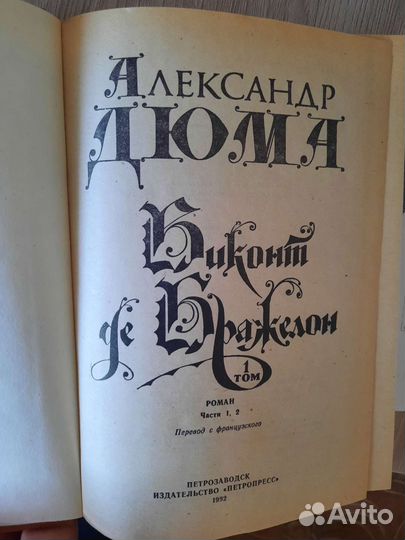 АЛЕКСАНДР
ДЮМА
Виконт
де Бражелон
1
ТОМ
РОМАН
Части 1, 2
Перевод с французского
ПЕТРОЗАВОДСК
ИЗДАТЕЛЬСТВО «ПЕТРОПРЕСС»
1992
Avito